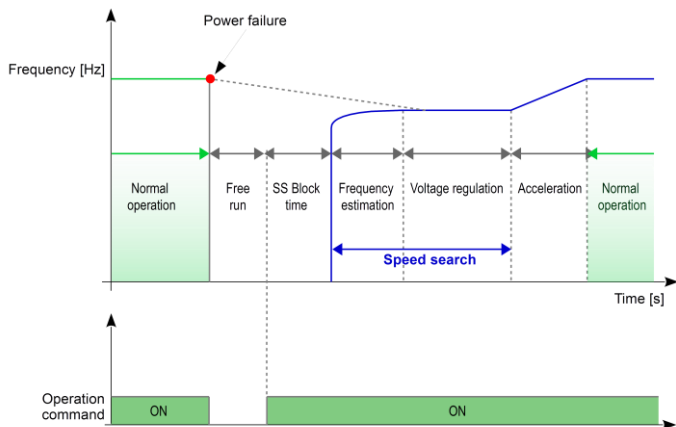 Power failure
Frequency [Hz]
Normal
operation
Free
run
SS Block
time
Frequency
estimation
Voltage regulation
Acceleration
Normal
operation
Speed search
Time [s]
Operation
command
ON
ON